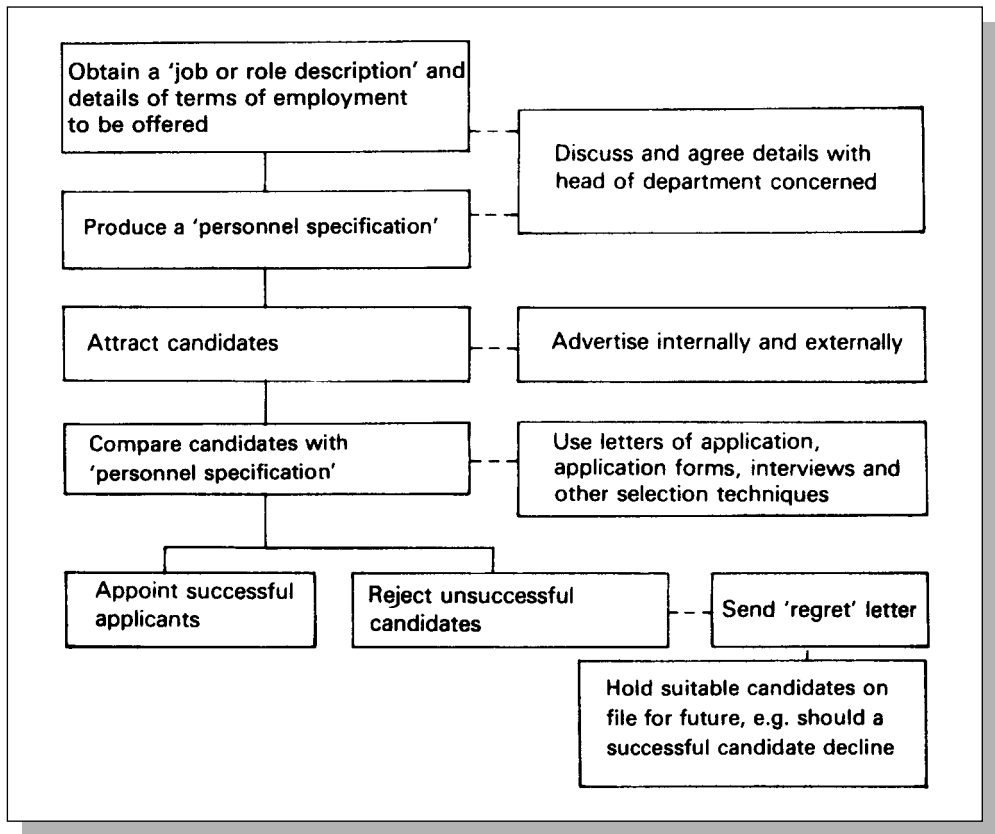 Obtain a ‘job or role description’ and
details of terms of employment
to be offered
Discuss and agree details with
head of department concerned
Produce a ‘personnel specification’
Attract candidates
Advertise internally and externally
Compare candidates with
‘personnel specification’
Use letters of application,
application forms, interviews and
other selection techniques
Appoint successful
applicants
Reject unsuccessful
candidates
Send ‘regret’ letter
Hold suitable candidates on
file for future, e.g. should a
successful candidate decline